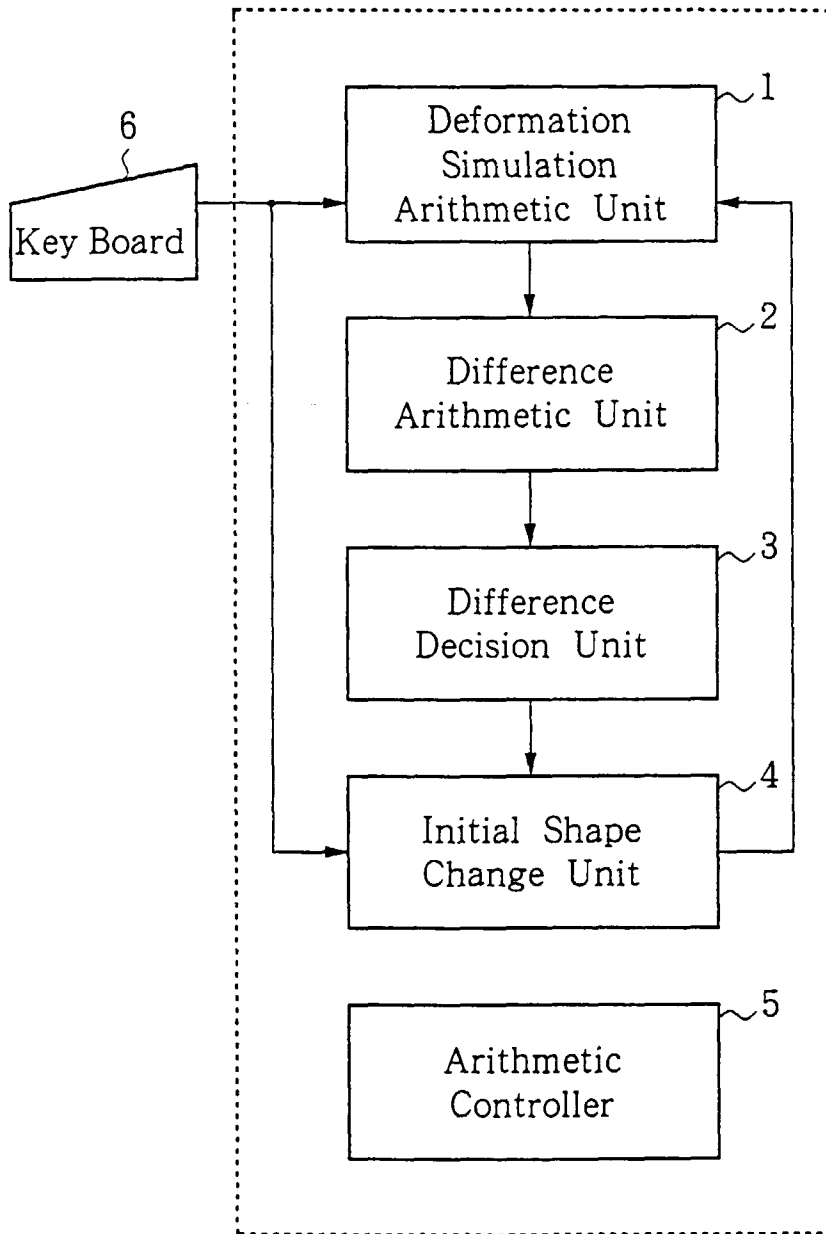 1
Deformation
Simulation
Arithmetic Unit
6
Key Board
2
Difference
Arithmetic Unit
3
Difference
Decision Unit
4
Initial Shape
Change Unit
5
Arithmetic
Controller